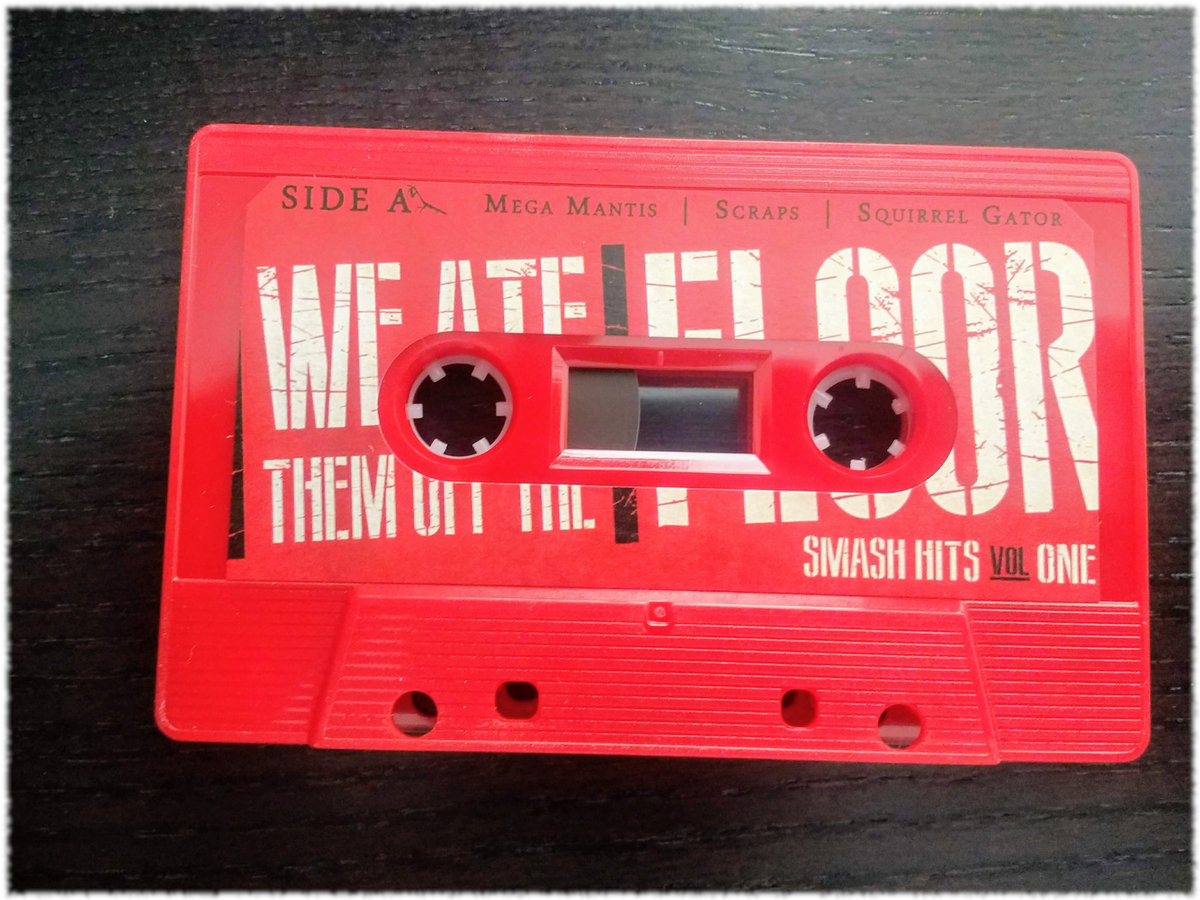 SIDE A
MEGA MANTIS | SCRAPS | SQUIRREL GATOR
WE ATE
THEM OFF THE
FLOOR
SMASH HITS VOL ONE